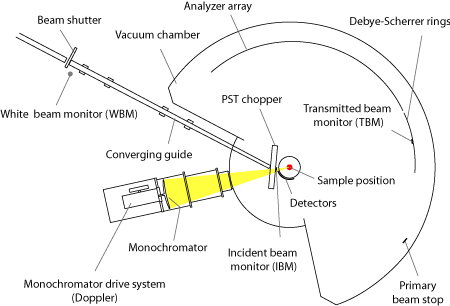 Analyzer array
Beam shutter
Debye-Scherrer rings
Vacuum chamber
PST chopper
White beam monitor (WBM)
Transmitted beam
monitor (TBM)
Converging guide
Sample position
Detectors
Monochromator
Incident beam
monitor (IBM)
Monochromator drive system
(Doppler)
Primary
beam stop